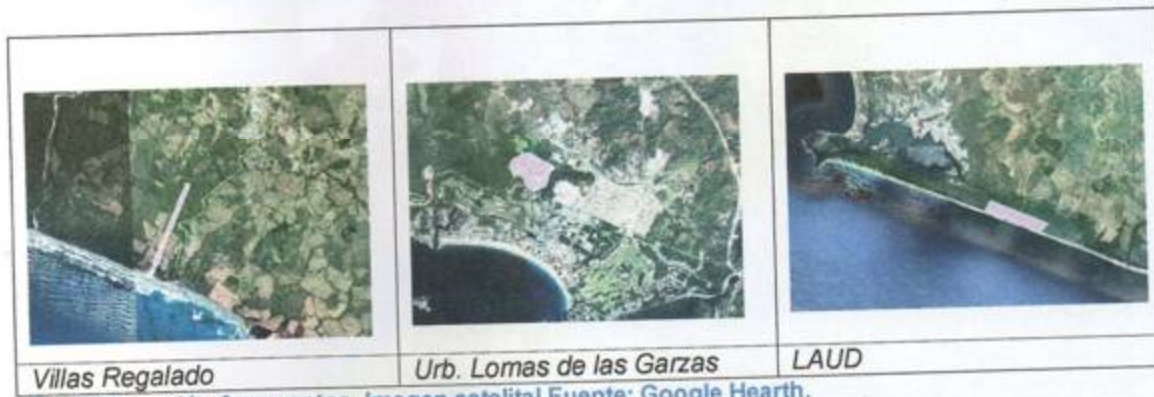 Villas Regalado
Urb. Lomas de las Garzas
LAUD
Imagen satelital Fuente: Google Hearth.